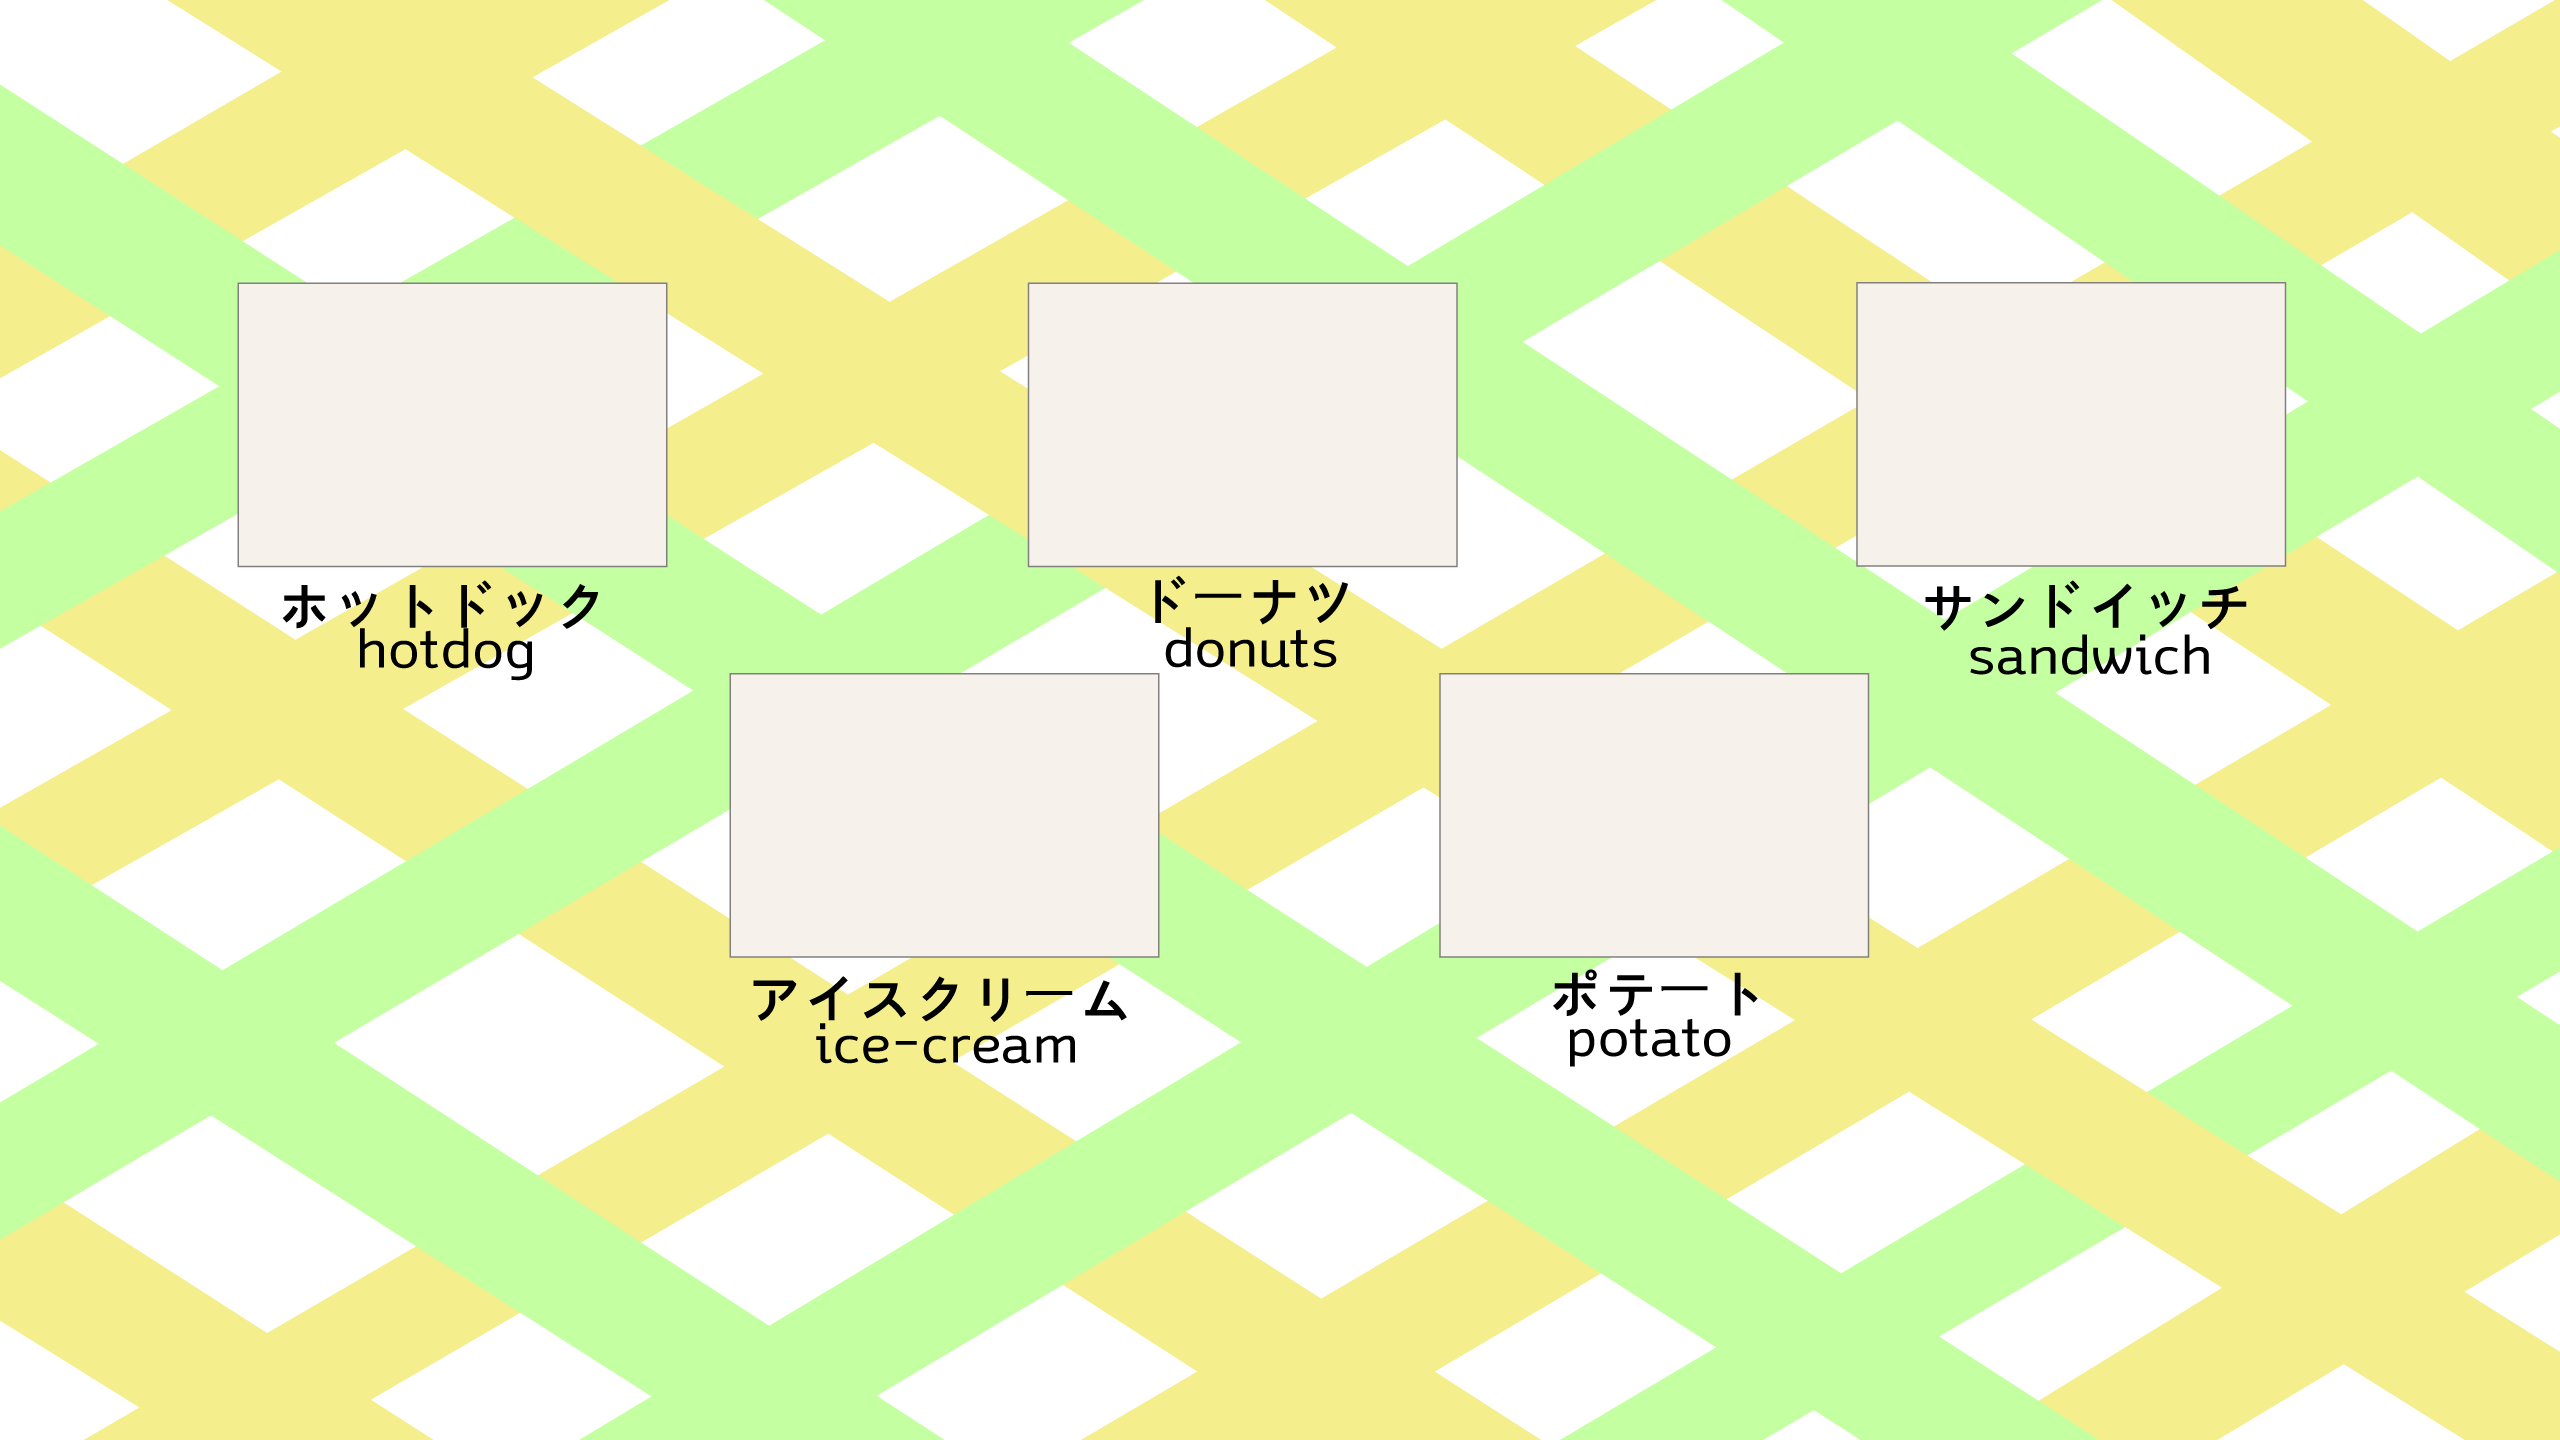 ホットドック
hotdog
ドーナツ
donuts
サンドイッチ
sandwich
アイスクリーム
ice-cream
ポテート
potato